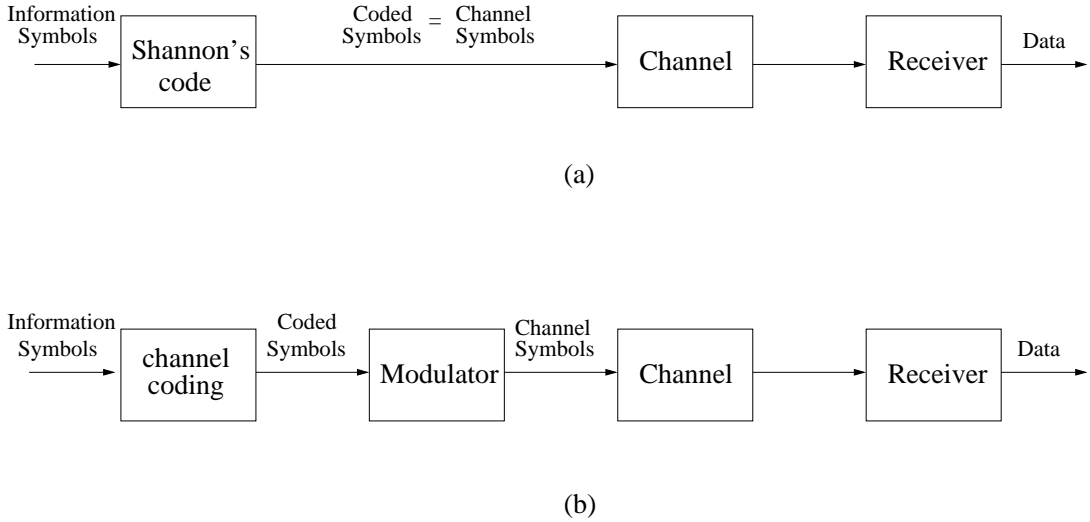 Information
Symbols
Shannon's
code
Coded = Channel
Symbols Symbols
Channel
Receiver
Data
(a)
Information
Symbols
channel
coding
Coded
Symbols
Modulator
Channel
Symbols
Channel
Receiver
Data
(b)